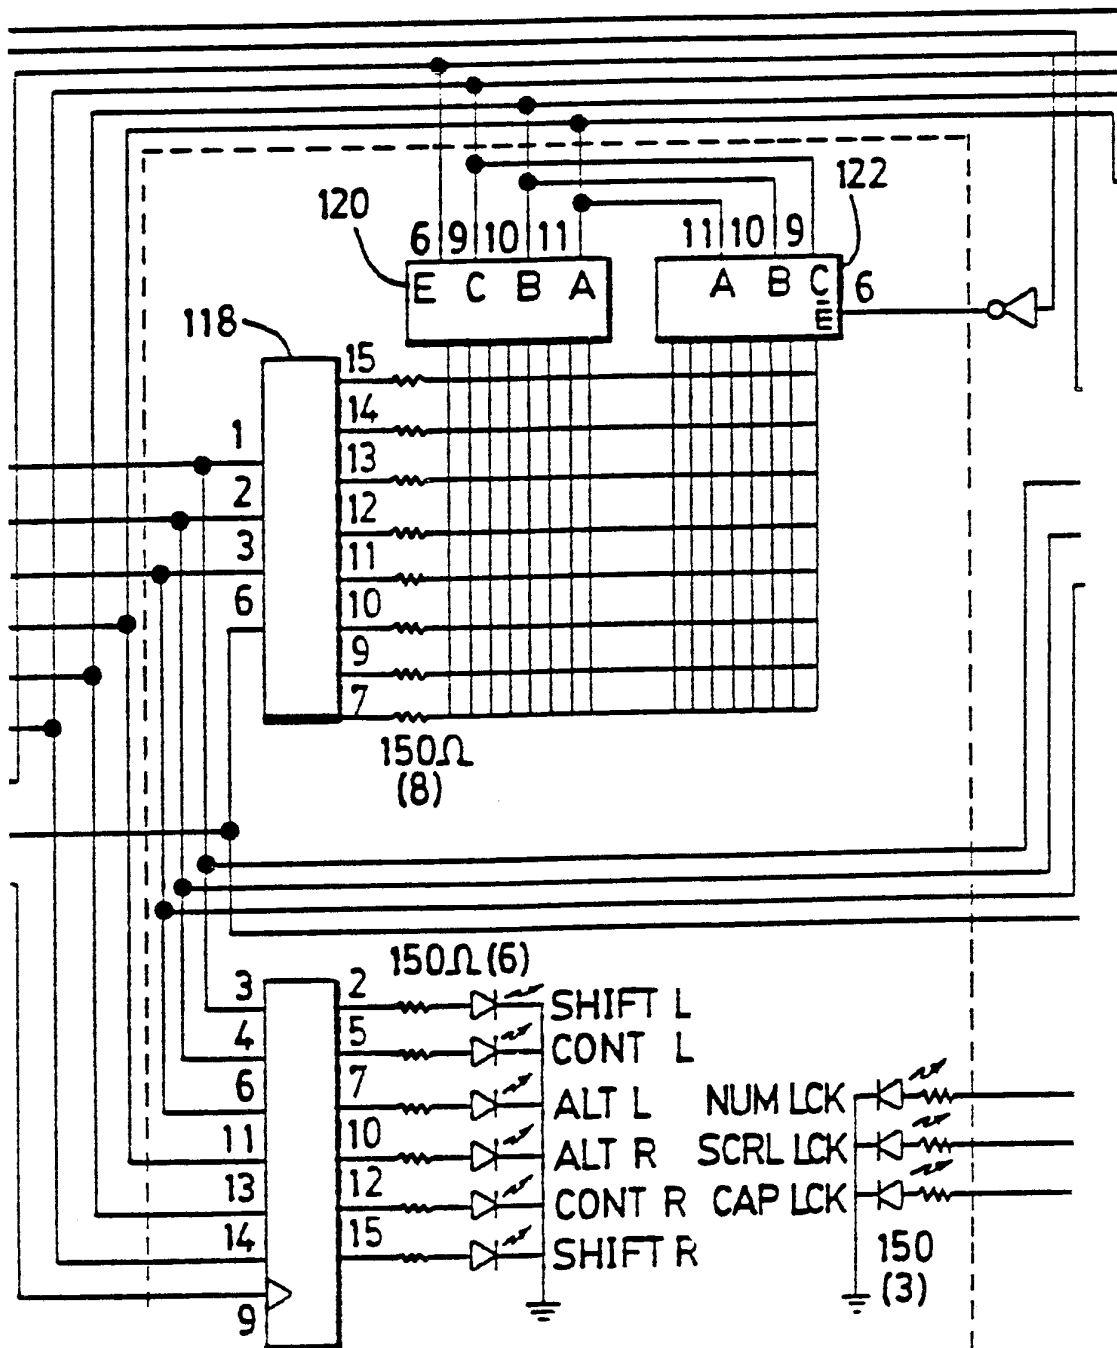 120
122
6 9 10 11
11 10 9
E C B A
A B C
E̅
6
118
15
14
13
12
11
10
9
7
1
2
3
6
150Ω
(8)
150Ω(6)
3
4
6
11
13
14
9
2
5
7
10
12
15
SHIFT L
CONT L
ALT L
ALT R
CONT R
SHIFT R
NUM LCK
SCRL LCK
CAP LCK
150
(3)